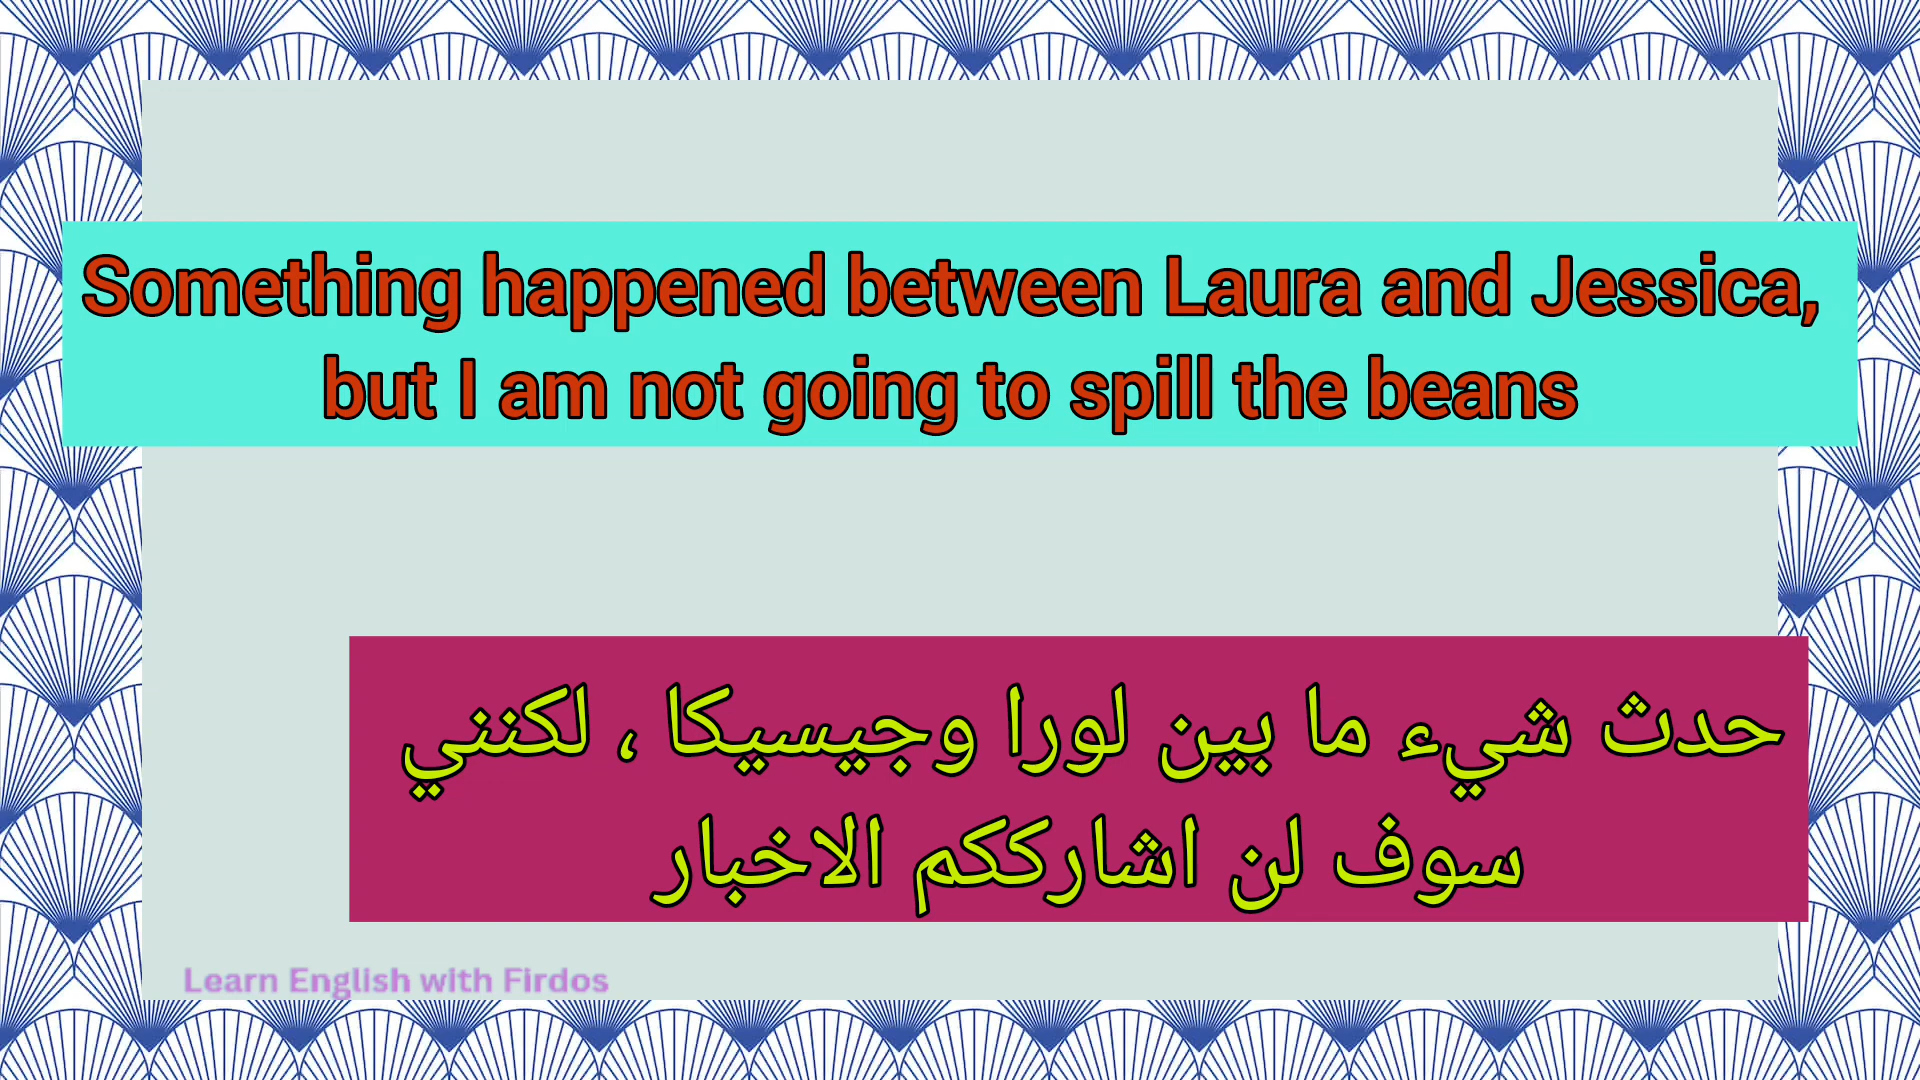 Something happened between Laura and Jessica,
but I am not going to spill the beans
حدث شيء ما بين لورا وجيسيكا ، لكنني
سوف لن اشارككم الاخبار
Learn English with Firdos